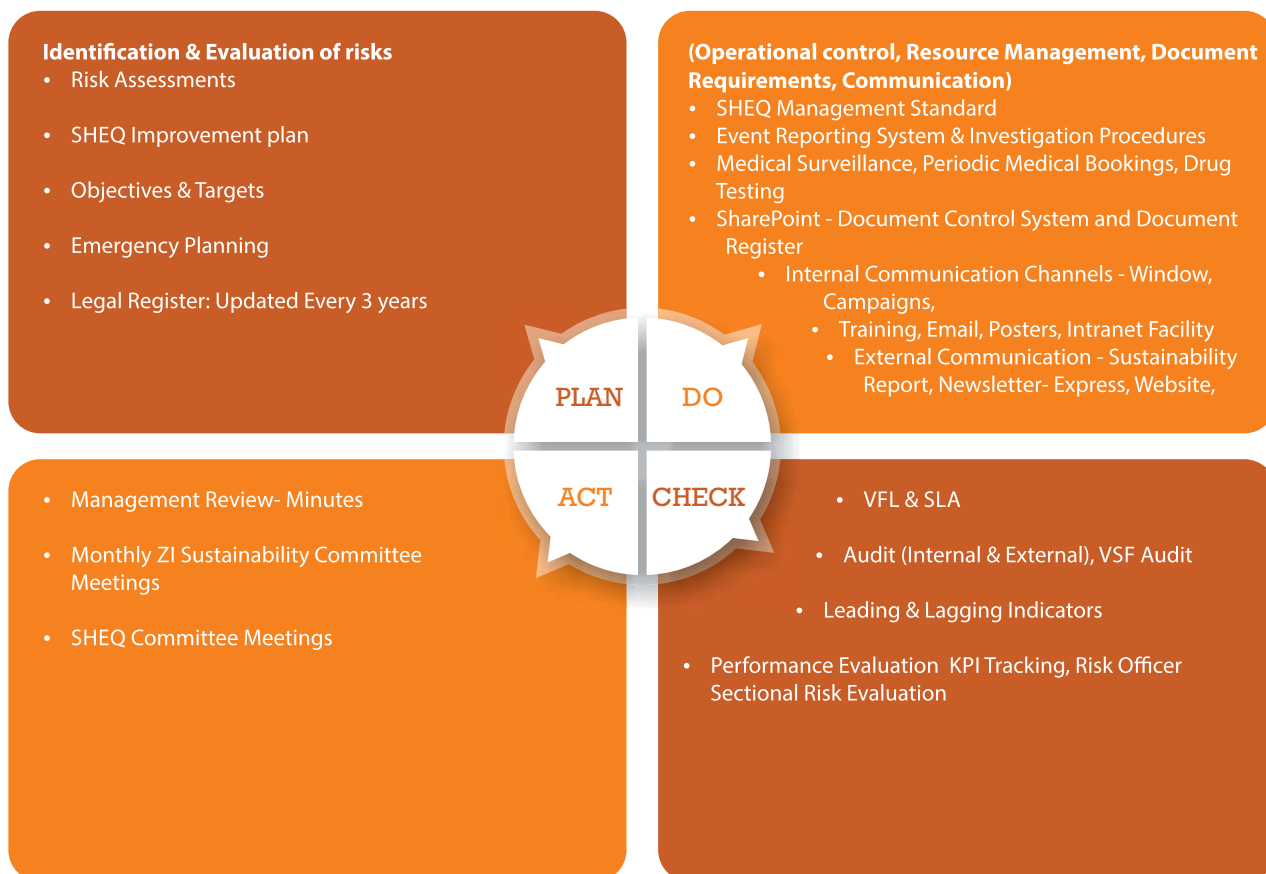 Identification & Evaluation of risks
• Risk Assessments
• SHEQ Improvement plan
• Objectives & Targets
• Emergency Planning
• Legal Register: Updated Every 3 years
(Operational control, Resource Management, Document
Requirements, Communication)
• SHEQ Management Standard
• Event Reporting System & Investigation Procedures
• Medical Surveillance, Periodic Medical Bookings, Drug
Testing
• SharePoint - Document Control System and Document
Register
• Internal Communication Channels - Window,
Campaigns,
• Training, Email, Posters, Intranet Facility
• External Communication - Sustainability
Report, Newsletter- Express, Website,
PLAN
DO
ACT
CHECK
• Management Review- Minutes
• Monthly ZI Sustainability Committee
Meetings
• SHEQ Committee Meetings
• VFL & SLA
• Audit (Internal & External), VSF Audit
• Leading & Lagging Indicators
• Performance Evaluation  KPI Tracking, Risk Officer
Sectional Risk Evaluation